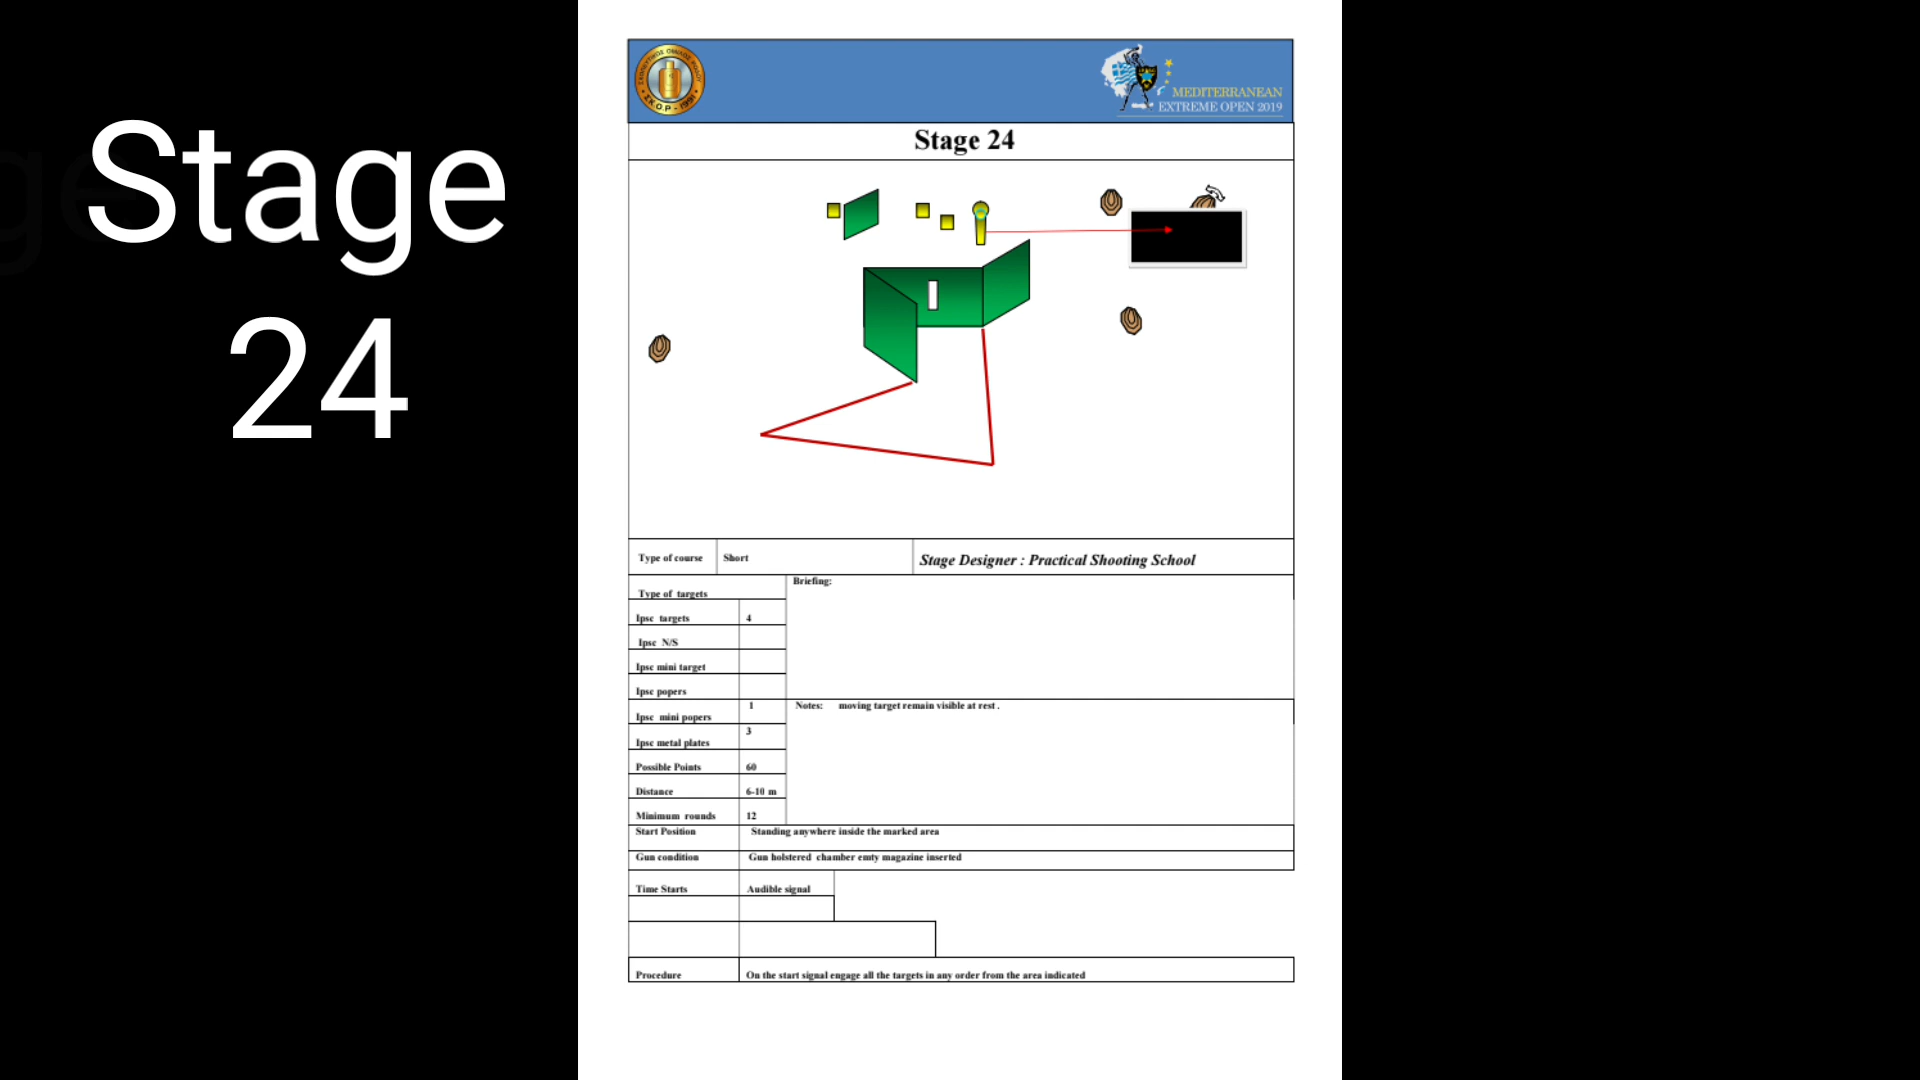 Stage
24
MEDITERRANEAN
EXTREME OPEN 2019
Stage 24
Type of course Short Stage Designer : Practical Shooting School
Type of targets Briefing:
Ipsc targets 4
Ipsc N/S
Ipsc mini target
Ipsc popers
Ipsc mini popers 1 Notes: moving target remain visible at rest .
Ipsc metal plates 3
Possible Points 60
Distance 6-10 m
Minimum rounds 12
Start Position Standing anywhere inside the marked area
Gun condition Gun holstered chamber emty magazine inserted
Time Starts Audible signal
Procedure On the start signal engage all the targets in any order from the area indicated